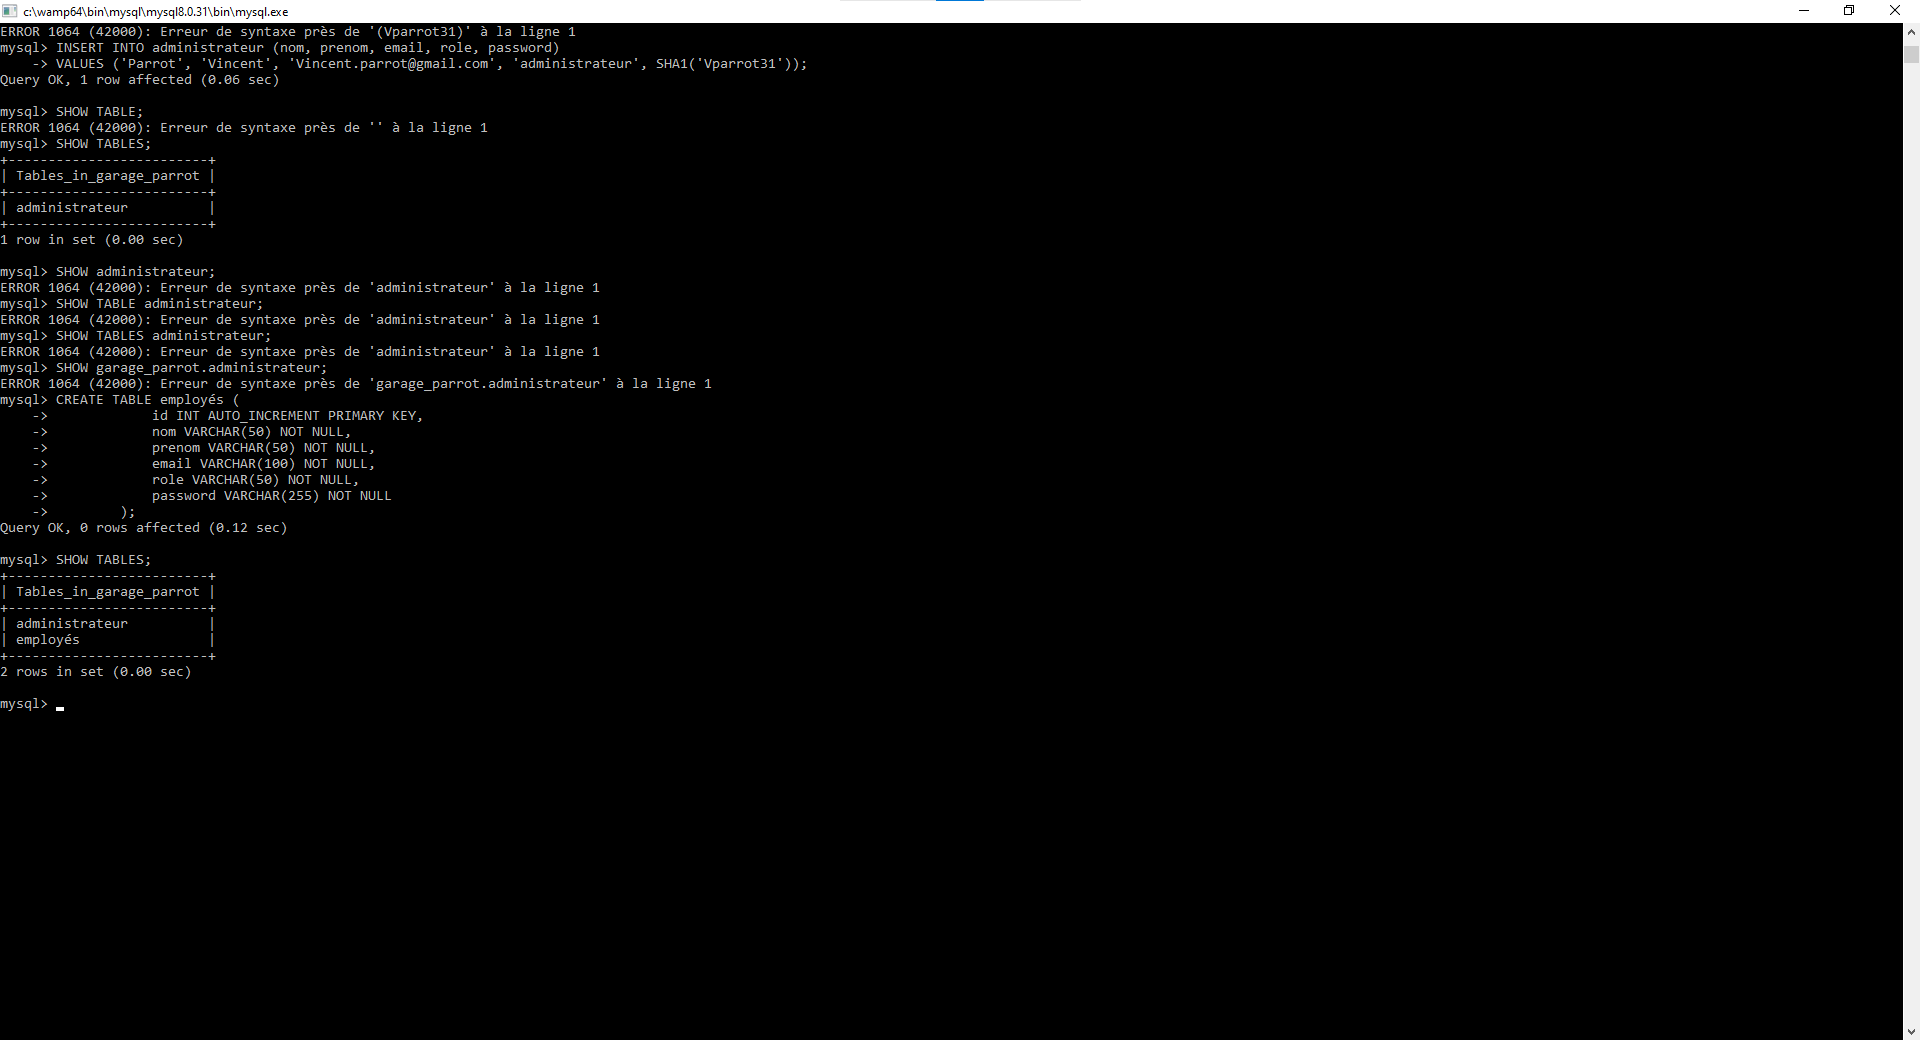 c:\wamp64\bin\mysql\mysql8.0.31\bin\mysql.exe
ERROR 1064 (42000): Erreur de syntaxe près de '(Vparrot31)' à la ligne 1
mysql> INSERT INTO administrateur (nom, prenom, email, role, password)
    -> VALUES ('Parrot', 'Vincent', 'Vincent.parrot@gmail.com', 'administrateur', SHA1('Vparrot31'));
Query OK, 1 row affected (0.06 sec)

mysql> SHOW TABLE;
ERROR 1064 (42000): Erreur de syntaxe près de '' à la ligne 1
mysql> SHOW TABLES;
+-------------------------+
| Tables_in_garage_parrot |
+-------------------------+
| administrateur          |
+-------------------------+
1 row in set (0.00 sec)

mysql> SHOW administrateur;
ERROR 1064 (42000): Erreur de syntaxe près de 'administrateur' à la ligne 1
mysql> SHOW TABLE administrateur;
ERROR 1064 (42000): Erreur de syntaxe près de 'administrateur' à la ligne 1
mysql> SHOW TABLES administrateur;
ERROR 1064 (42000): Erreur de syntaxe près de 'administrateur' à la ligne 1
mysql> SHOW garage_parrot.administrateur;
ERROR 1064 (42000): Erreur de syntaxe près de 'garage_parrot.administrateur' à la ligne 1
mysql> CREATE TABLE employés (
    ->             id INT AUTO_INCREMENT PRIMARY KEY,
    ->             nom VARCHAR(50) NOT NULL,
    ->             prenom VARCHAR(50) NOT NULL,
    ->             email VARCHAR(100) NOT NULL,
    ->             role VARCHAR(50) NOT NULL,
    ->             password VARCHAR(255) NOT NULL
    ->         );
Query OK, 0 rows affected (0.12 sec)

mysql> SHOW TABLES;
+-------------------------+
| Tables_in_garage_parrot |
+-------------------------+
| administrateur          |
| employés                |
+-------------------------+
2 rows in set (0.00 sec)

mysql>